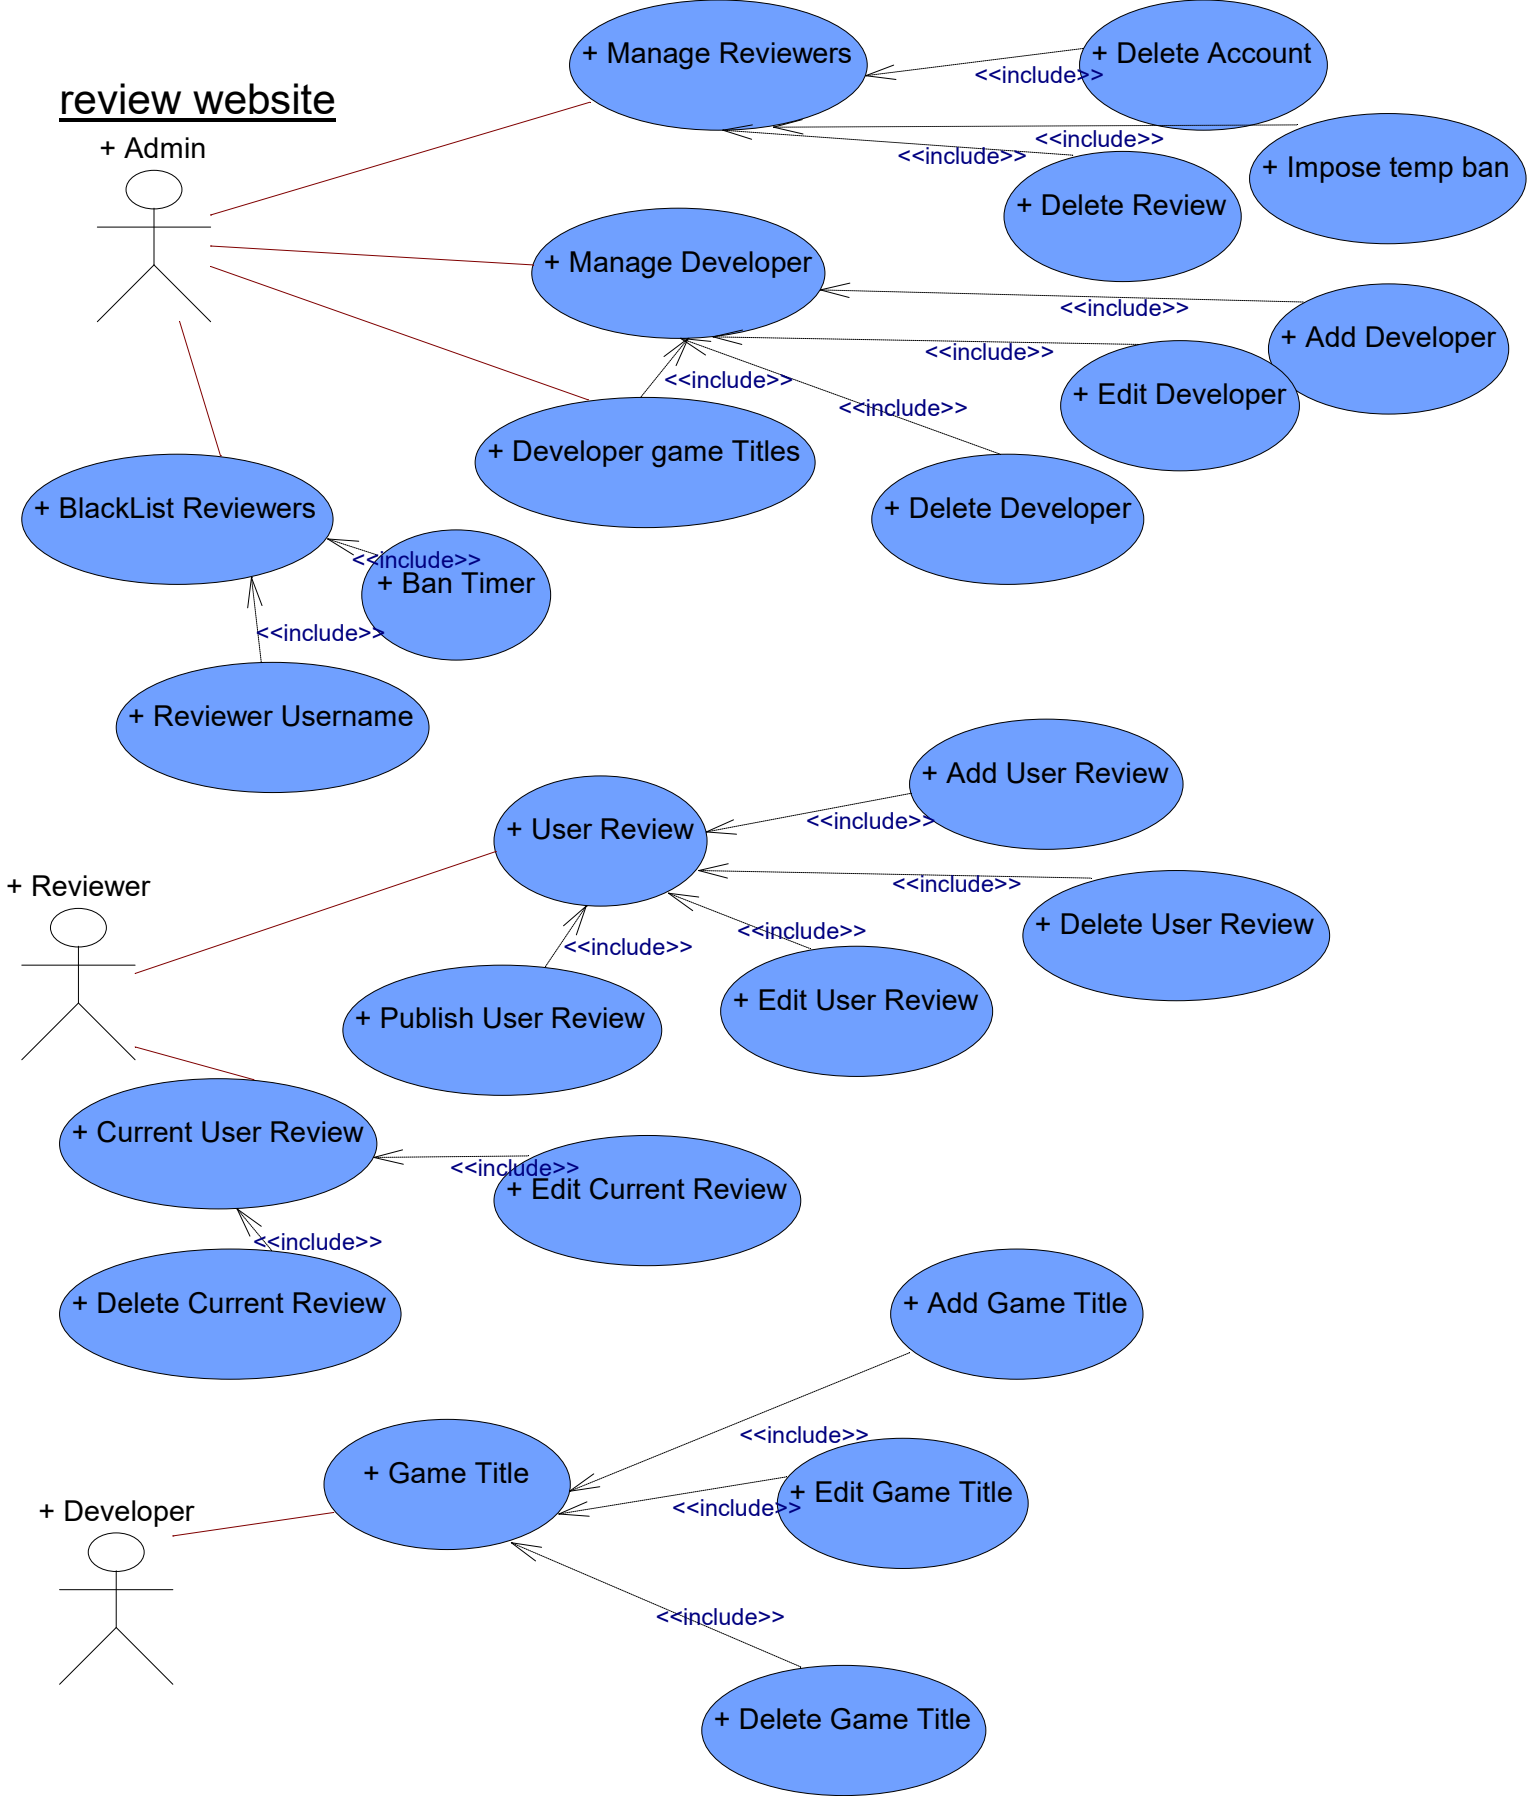 review website
+ Admin
+ Manage Reviewers
<<include>>
+ Delete Account
<<include>>
<<include>>
+ Impose temp ban
+ Delete Review
+ Manage Developer
<<include>>
+ Add Developer
<<include>>
+ Edit Developer
<<include>>
<<include>>
+ Developer game Titles
+ Delete Developer
+ BlackList Reviewers
<<include>>
+ Ban Timer
<<include>>
+ Reviewer Username
+ Add User Review
<<include>>
+ User Review
+ Reviewer
<<include>>
+ Delete User Review
<<include>>
<<include>>
+ Publish User Review
+ Edit User Review
+ Current User Review
<<include>>
+ Edit Current Review
<<include>>
+ Delete Current Review
+ Add Game Title
<<include>>
+ Game Title
+ Edit Game Title
<<include>>
+ Developer
<<include>>
+ Delete Game Title